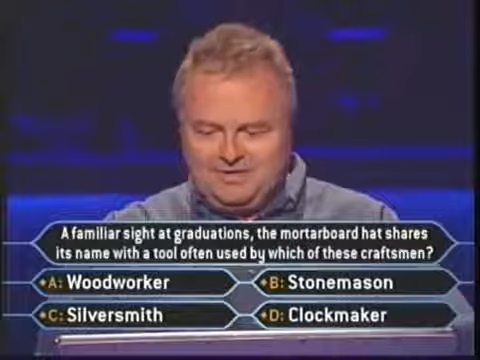 A familiar sight at graduations, the mortarboard hat shares
its name with a tool often used by which of these craftsmen?
A: Woodworker
B: Stonemason
C: Silversmith
D: Clockmaker